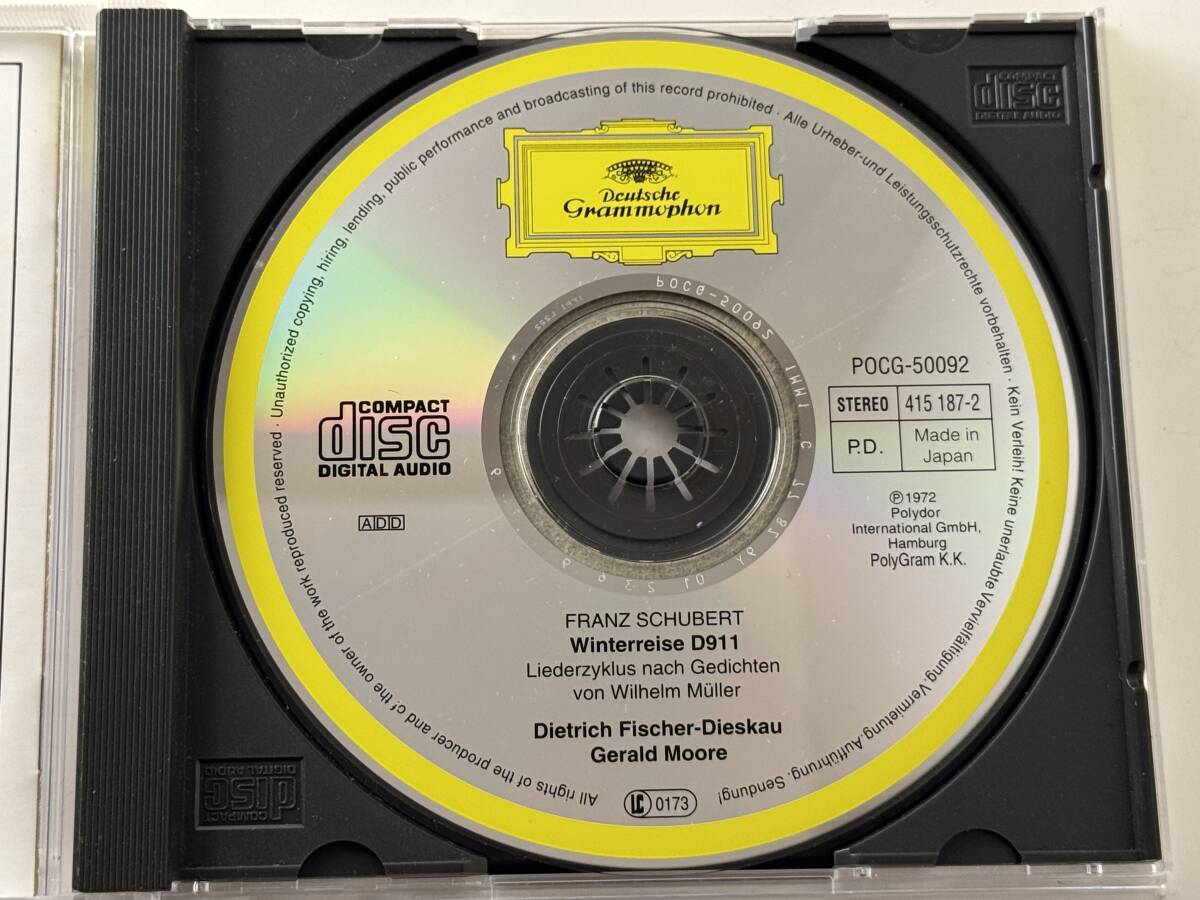 All rights of the producer and of the owner of the work reproduced reserved · Unauthorized copying, hiring, lending, public performance and broadcasting of this record prohibited · Alle Urheber- und Leistungsschutzrechte vorbehalten · Kein Verleih! Keine unerlaubte Vervielfältigung, Vermietung, Aufführung, Sendung!
Deutsche
Grammophon
COMPACT
disc
DIGITAL AUDIO
POCG-50092
POCG-50092
STEREO 415 187-2
P.D. Made in
Japan
COMPACT
disc
DIGITAL AUDIO
ADD
℗ 1972
Polydor
International GmbH,
Hamburg
PolyGram K.K.
FRANZ SCHUBERT
Winterreise D911
Liederzyklus nach Gedichten
von Wilhelm Müller
Dietrich Fischer-Dieskau
Gerald Moore
LC 0173
COMPACT
disc
DIGITAL AUDIO